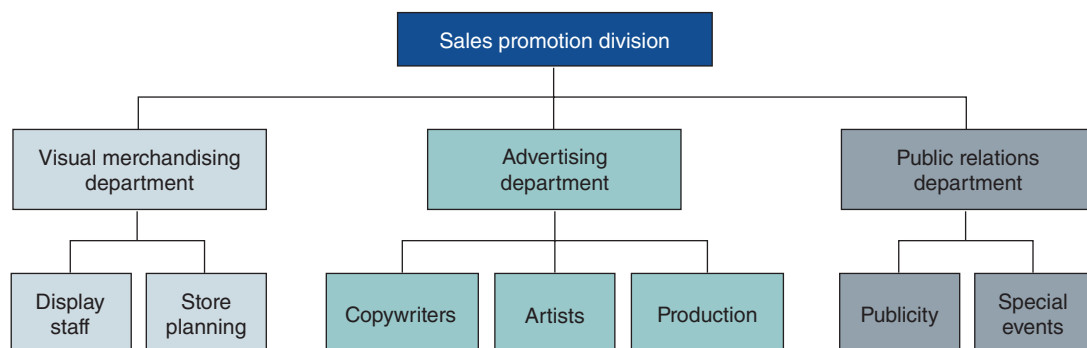 Sales promotion division
Visual merchandising
department
Advertising
department
Public relations
department
Display
staff
Store
planning
Copywriters
Artists
Production
Publicity
Special
events